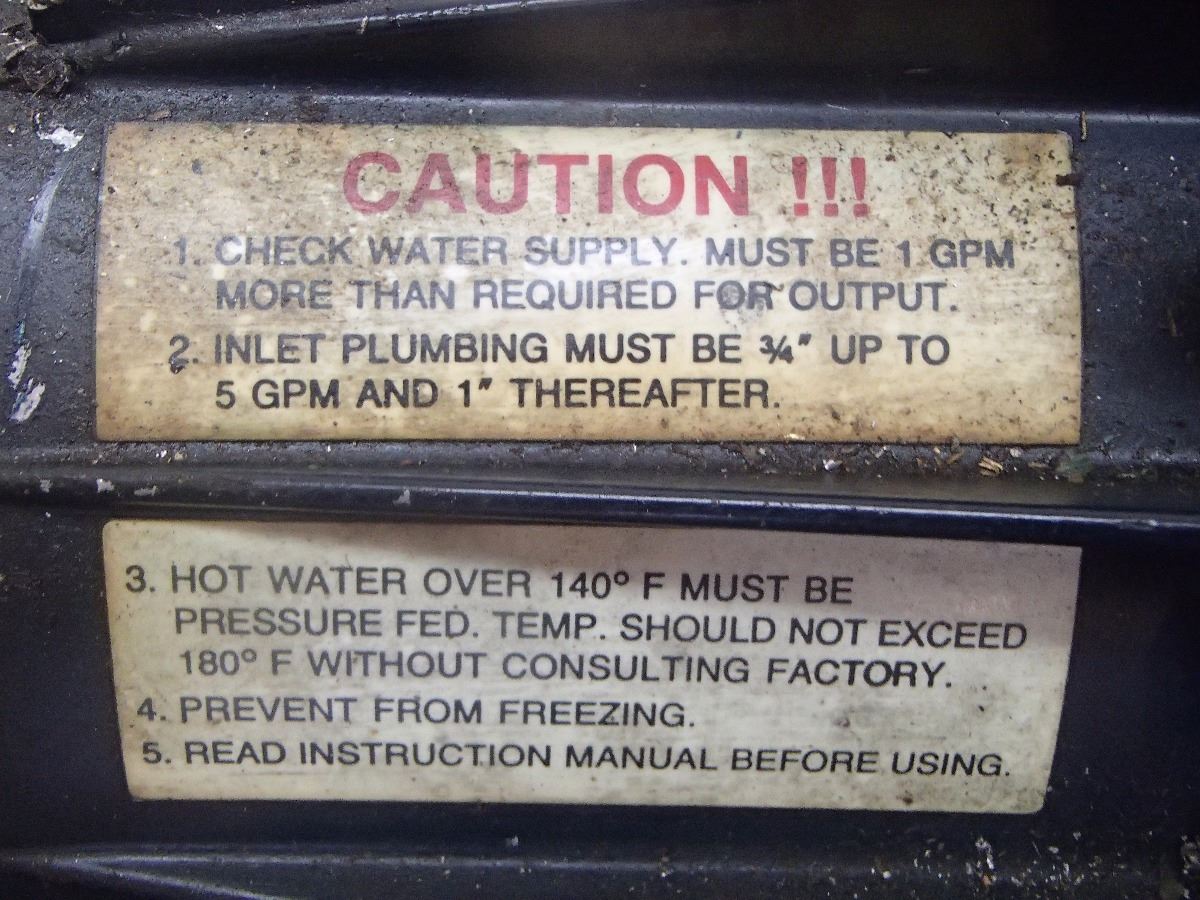 CAUTION !!!
1. CHECK WATER SUPPLY. MUST BE 1 GPM
MORE THAN REQUIRED FOR OUTPUT.
2. INLET PLUMBING MUST BE ¾" UP TO
5 GPM AND 1" THEREAFTER.
3. HOT WATER OVER 140° F MUST BE
PRESSURE FED. TEMP. SHOULD NOT EXCEED
180° F WITHOUT CONSULTING FACTORY.
4. PREVENT FROM FREEZING.
5. READ INSTRUCTION MANUAL BEFORE USING.